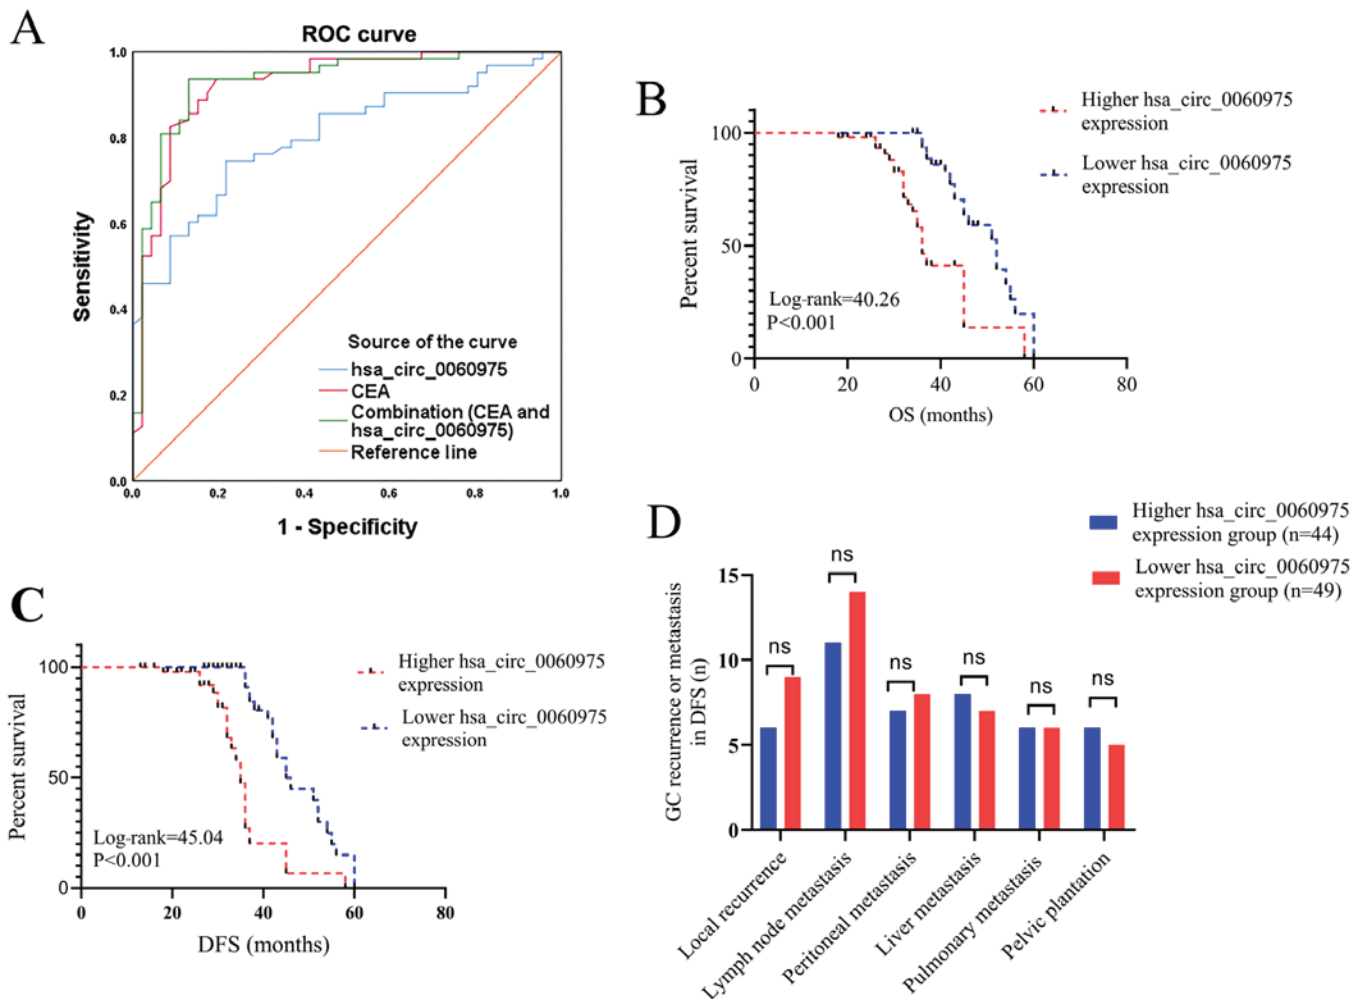 A
ROC curve
1.0
0.8
0.6
0.4
0.2
0.0
Sensitivity
Source of the curve
hsa_circ_0060975
CEA
Combination (CEA and
hsa_circ_0060975)
Reference line
0.0 0.2 0.4 0.6 0.8 1.0
1 - Specificity
B
Higher hsa_circ_0060975
expression
Lower hsa_circ_0060975
expression
100
50
0
Percent survival
Log-rank=40.26
P<0.001
0 20 40 60 80
OS (months)
C
Higher hsa_circ_0060975
expression
Lower hsa_circ_0060975
expression
100
50
0
Percent survival
Log-rank=45.04
P<0.001
0 20 40 60 80
DFS (months)
D
Higher hsa_circ_0060975
expression group (n=44)
Lower hsa_circ_0060975
expression group (n=49)
15
10
5
0
GC recurrence or metastasis
in DFS (n)
ns ns ns ns ns ns
Local recurrence
Lymph node metastasis
Peritoneal metastasis
Liver metastasis
Pulmonary metastasis
Pelvic plantation